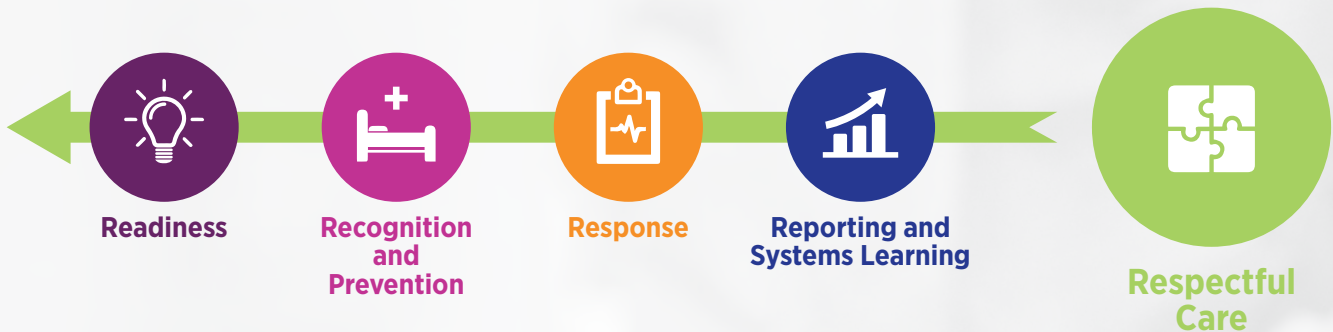 Readiness
Recognition
and
Prevention
Response
Reporting and
Systems Learning
Respectful
Care